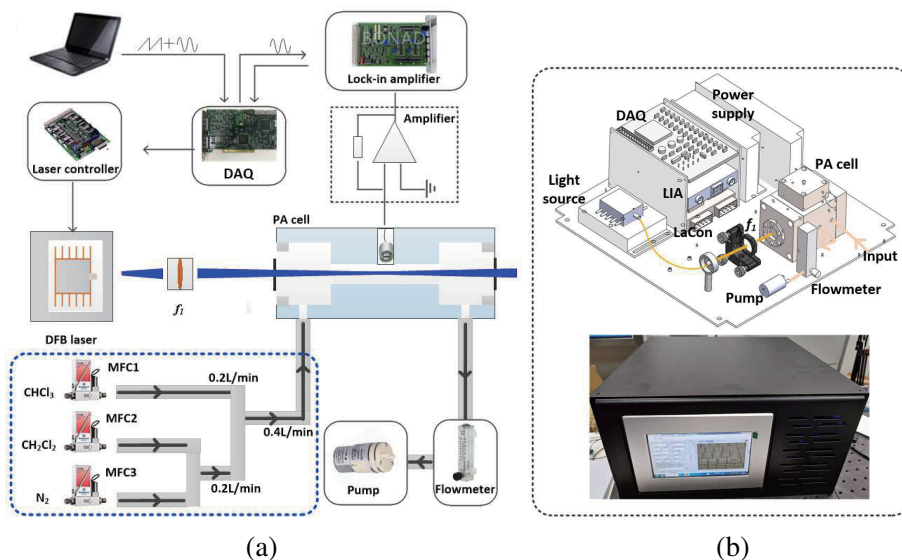 BONAD
Lock-in amplifier
Amplifier
Laser controller
DAQ
PA cell
f₁
DFB laser
MFC1
CHCl₃
0.2L/min
MFC2
CH₂Cl₂
0.4L/min
MFC3
N₂
0.2L/min
Pump
Flowmeter
(a)
Power
supply
DAQ
PA cell
Light
source
LIA
LaCon
f₁
Input
Pump
Flowmeter
(b)